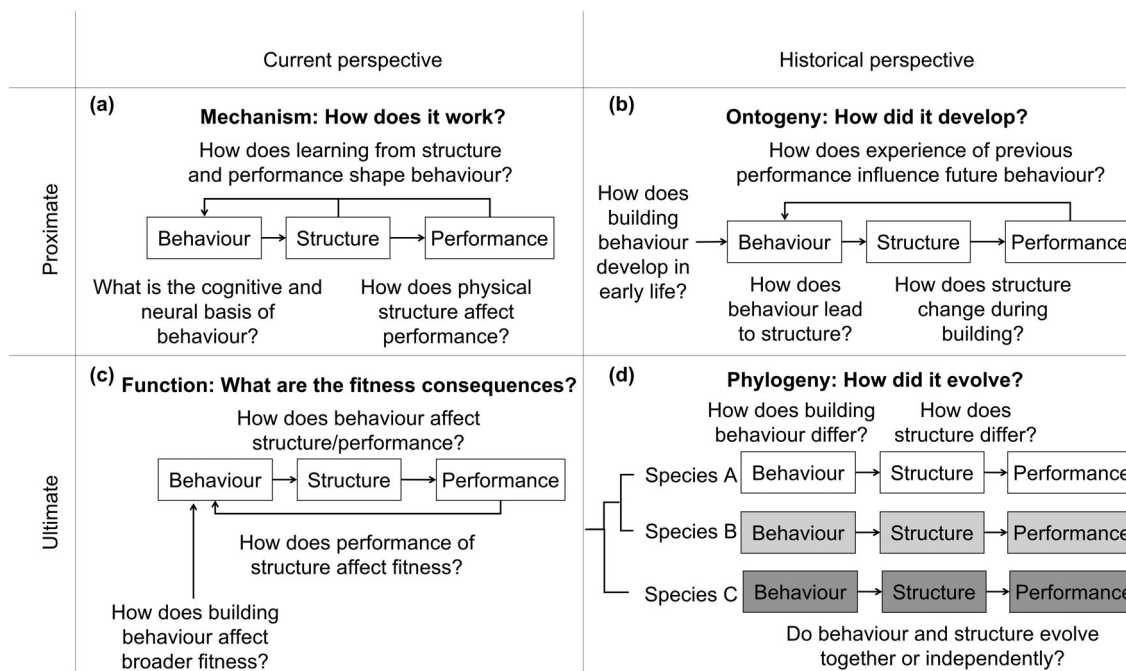 Current perspective
Historical perspective
Proximate
(a)
Mechanism: How does it work?
How does learning from structure
and performance shape behaviour?
Behaviour
Structure
Performance
What is the cognitive and
neural basis of
behaviour?
How does physical
structure affect
performance?
(b)
Ontogeny: How did it develop?
How does experience of previous
performance influence future behaviour?
How does
building
behaviour
develop in
early life?
Behaviour
Structure
Performance
How does
behaviour lead
to structure?
How does structure
change during
building?
Ultimate
(c)
Function: What are the fitness consequences?
How does behaviour affect
structure/performance?
Behaviour
Structure
Performance
How does performance of
structure affect fitness?
How does building
behaviour affect
broader fitness?
(d)
Phylogeny: How did it evolve?
How does building
behaviour differ?
How does
structure differ?
Species A
Behaviour
Structure
Performance
Species B
Behaviour
Structure
Performance
Species C
Behaviour
Structure
Performance
Do behaviour and structure evolve
together or independently?